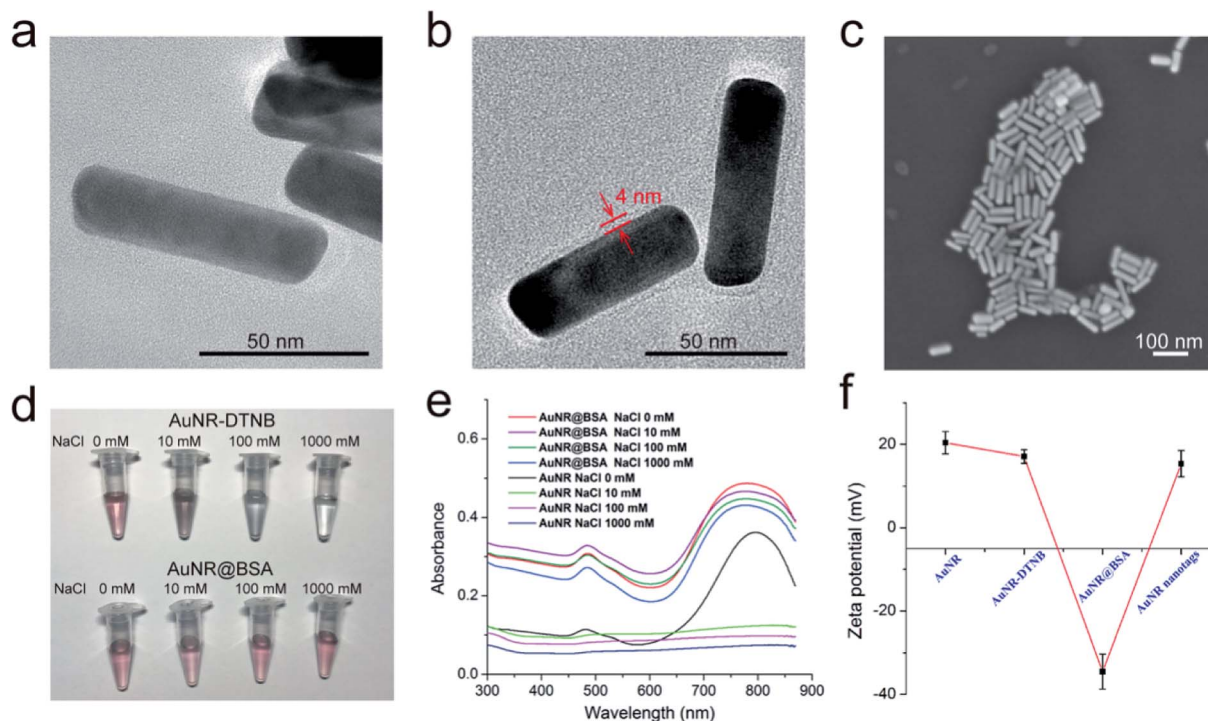 a
50 nm
b
4 nm
50 nm
c
100 nm
d
AuNR-DTNB
NaCl 0 mM 10 mM 100 mM 1000 mM
AuNR@BSA
NaCl 0 mM 10 mM 100 mM 1000 mM
e
AuNR@BSA NaCl 0 mM
AuNR@BSA NaCl 10 mM
AuNR@BSA NaCl 100 mM
AuNR@BSA NaCl 1000 mM
AuNR NaCl 0 mM
AuNR NaCl 10 mM
AuNR NaCl 100 mM
AuNR NaCl 1000 mM
Absorbance
0.6
0.4
0.2
0.0
300 400 500 600 700 800 900
Wavelength (nm)
f
Zeta potential (mV)
20
0
-20
-40
AuNR
AuNR-DTNB
AuNR@BSA
AuNR nanotags